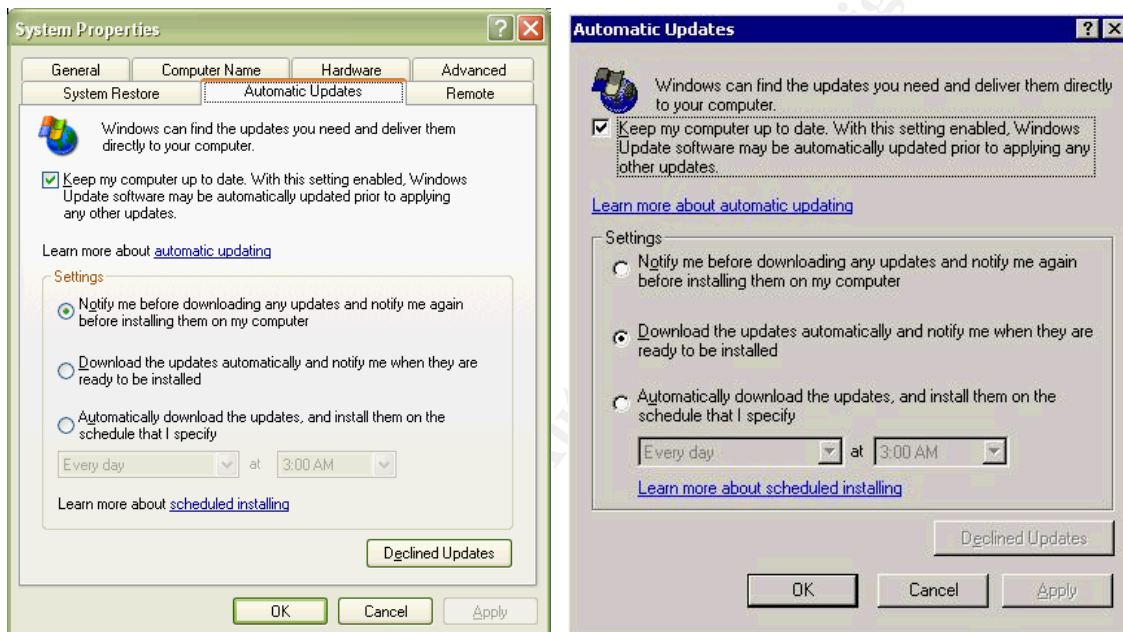 System Properties
General Computer Name Hardware Advanced
System Restore Automatic Updates Remote
Windows can find the updates you need and deliver them
directly to your computer.
Keep my computer up to date. With this setting enabled, Windows
Update software may be automatically updated prior to applying
any other updates.
Learn more about automatic updating
Settings
Notify me before downloading any updates and notify me again
before installing them on my computer
Download the updates automatically and notify me when they are
ready to be installed
Automatically download the updates, and install them on the
schedule that I specify
Every day at 3:00 AM
Learn more about scheduled installing
Declined Updates
OK Cancel Apply
Automatic Updates
Windows can find the updates you need and deliver them directly
to your computer.
Keep my computer up to date. With this setting enabled, Windows
Update software may be automatically updated prior to applying any
other updates.
Learn more about automatic updating
Settings
Notify me before downloading any updates and notify me again
before installing them on my computer
Download the updates automatically and notify me when they are
ready to be installed
Automatically download the updates, and install them on the
schedule that I specify
Every day at 3:00 AM
Learn more about scheduled installing
Declined Updates
OK Cancel Apply